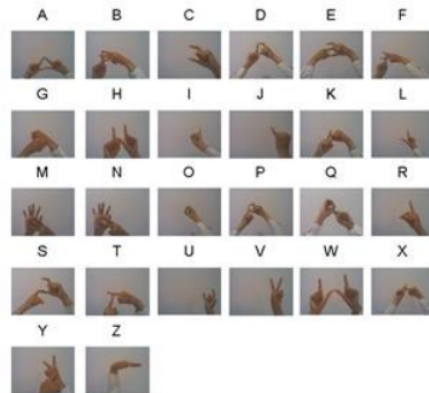 A B C D E F
G H I J K L
M N O P Q R
S T U V W X
Y Z